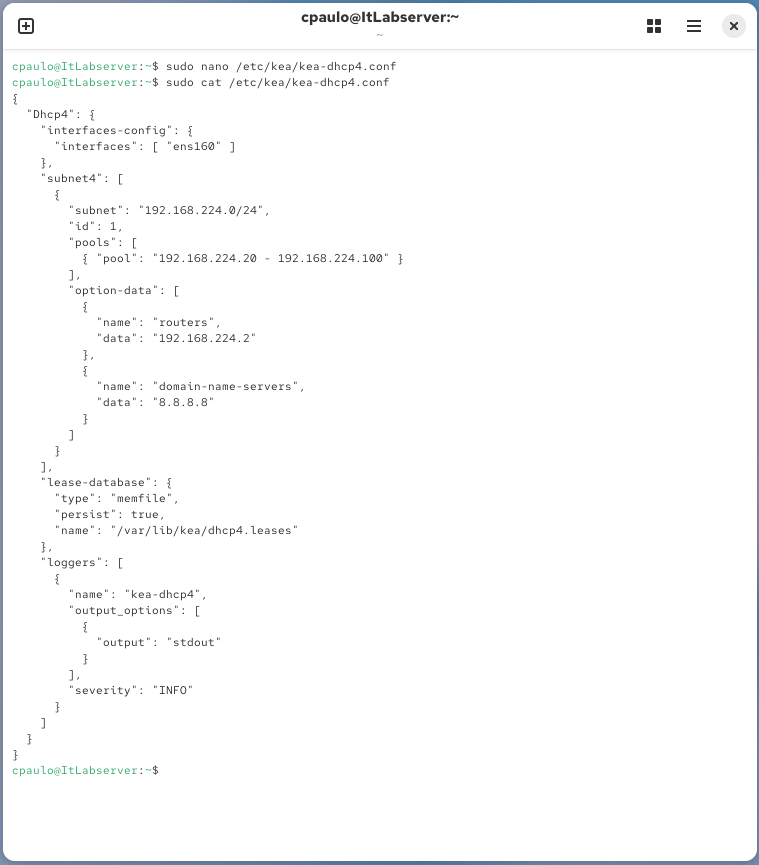 cpaulo@ItLabserver:~
~
cpaulo@ItLabserver:~$ sudo nano /etc/kea/kea-dhcp4.conf
cpaulo@ItLabserver:~$ sudo cat /etc/kea/kea-dhcp4.conf
{
  "Dhcp4": {
    "interfaces-config": {
      "interfaces": [ "ens160" ]
    },
    "subnet4": [
      {
        "subnet": "192.168.224.0/24",
        "id": 1,
        "pools": [
          { "pool": "192.168.224.20 - 192.168.224.100" }
        ],
        "option-data": [
          {
            "name": "routers",
            "data": "192.168.224.2"
          },
          {
            "name": "domain-name-servers",
            "data": "8.8.8.8"
          }
        ]
      }
    ],
    "lease-database": {
      "type": "memfile",
      "persist": true,
      "name": "/var/lib/kea/dhcp4.leases"
    },
    "loggers": [
      {
        "name": "kea-dhcp4",
        "output_options": [
          {
            "output": "stdout"
          }
        ],
        "severity": "INFO"
      }
    ]
  }
}
cpaulo@ItLabserver:~$